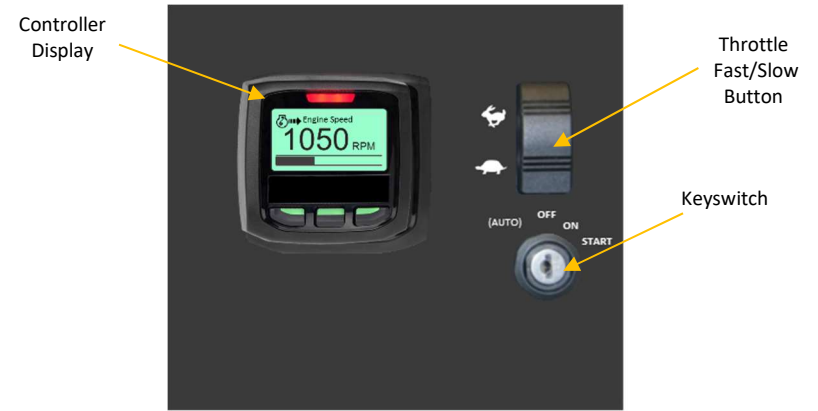 Controller
Display
Throttle
Fast/Slow
Button
Engine Speed
1050 RPM
Keyswitch
(AUTO) OFF ON START